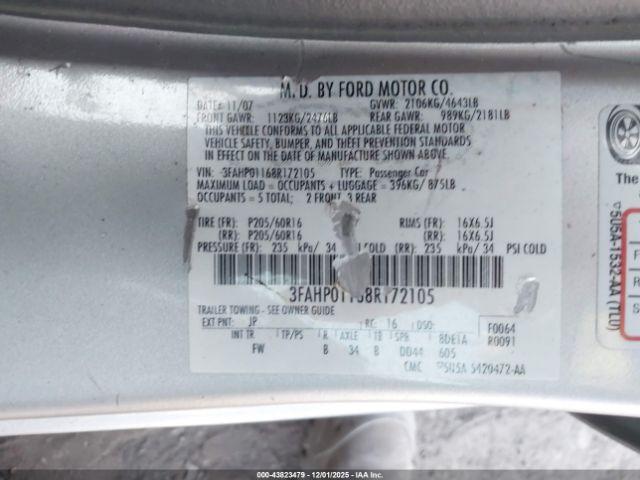 M.D. BY FORD MOTOR CO.
DATE: 11/07 GVWR: 2106KG/4643LB
FRONT GAWR: 1123KG/2476LB REAR GAWR: 989KG/2181LB
THIS VEHICLE CONFORMS TO ALL APPLICABLE FEDERAL MOTOR
VEHICLE SAFETY, BUMPER, AND THEFT PREVENTION STANDARDS
IN EFFECT ON THE DATE OF MANUFACTURE SHOWN ABOVE.
VIN: 3FAHP01168R172105 TYPE: Passenger Car
MAXIMUM LOAD = OCCUPANTS + LUGGAGE = 396KG/ 875LB
OCCUPANTS = 5 TOTAL; 2 FRONT, 3 REAR
TIRE (FR): P205/60R16 RIMS (FR): 16X6.5J
(RR): P205/60R16 (RR): 16X6.5J
PRESSURE (FR): 235 kPa/ 34 COLD (RR): 235 kPa/ 34 PSI COLD
3FAHP01168R172105
TRAILER TOWING - SEE OWNER GUIDE
EXT PNT: JP RC: 16 DSO: F0064
INT TR TP/PS R AXLE TR SPR R0091
FW B 34 B DD44 605
CMC 5U5A 5420472-AA
The
5U5A-1532-AA (TLU)
F
R
S
000-43823479 - 12/01/2025 - IAAC.